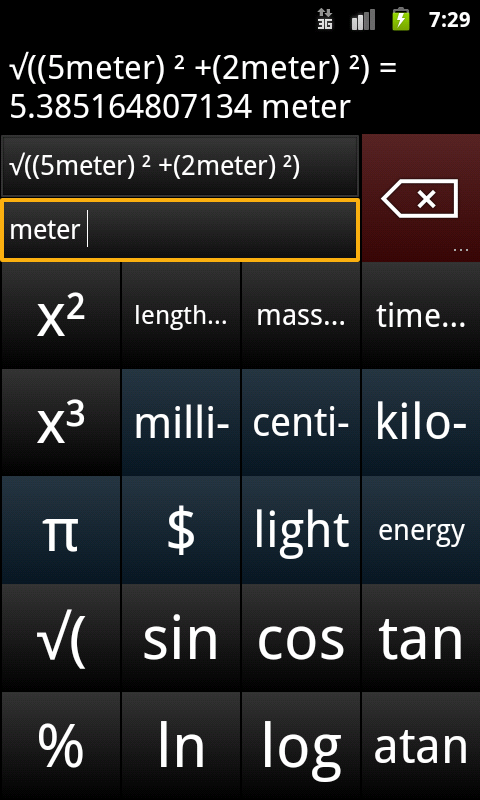 3G 7:29
√((5meter) ² +(2meter) ²) =
5.385164807134 meter
√((5meter) ² +(2meter) ²)
meter
...
x² length... mass... time...
x³ milli- centi- kilo-
π $ light energy
√( sin cos tan
% ln log atan